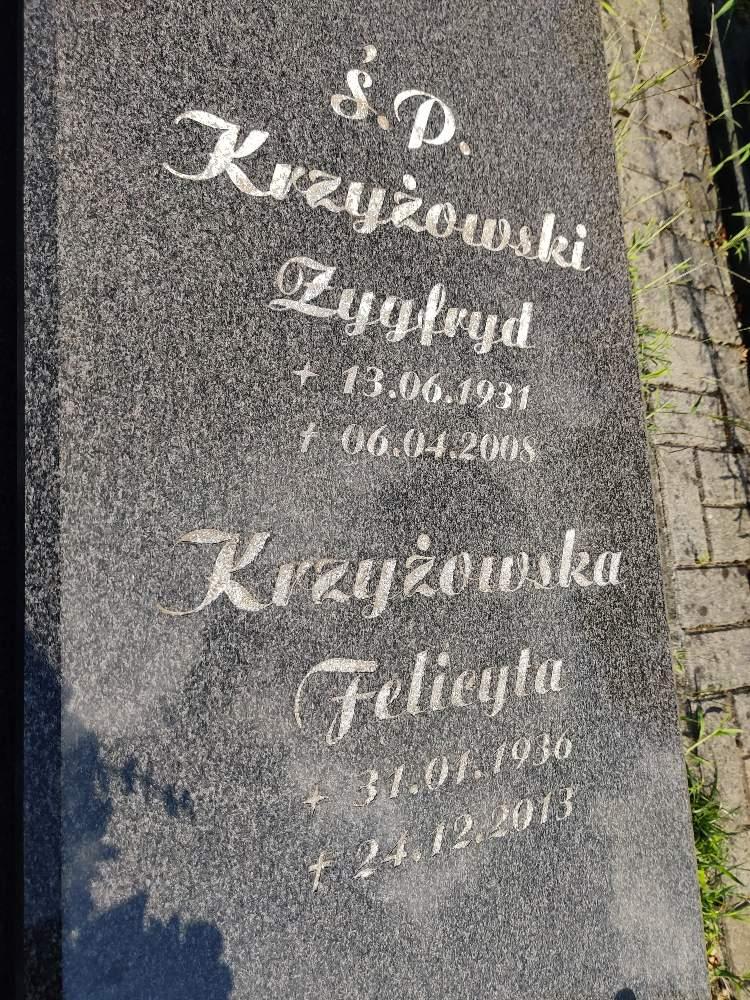 Ś.P.
Krzyżowski
Zygfryd
+ 13.06.1931
† 06.04.2008
Krzyżowska
Felicyta
+ 31.01.1936
† 24.12.2013